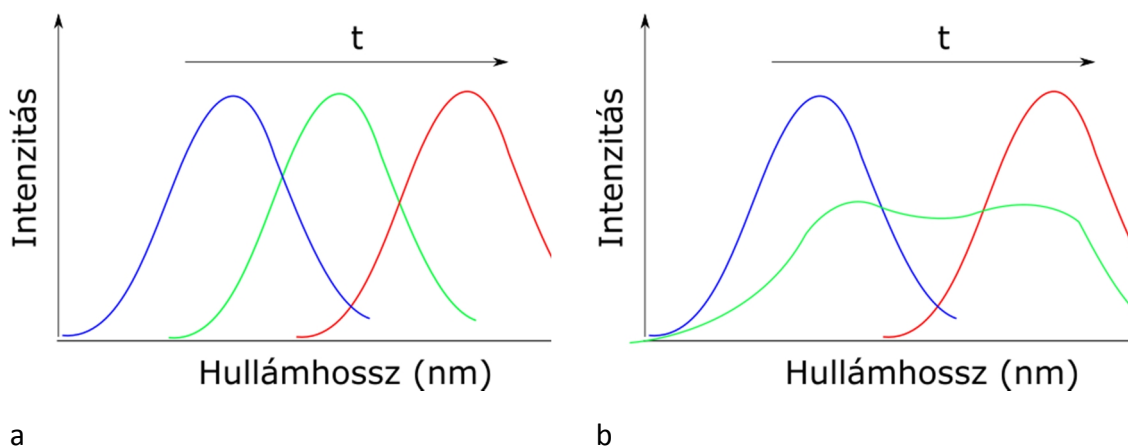 t
Intenzitás
Hullámhossz (nm)
a
t
Intenzitás
Hullámhossz (nm)
b